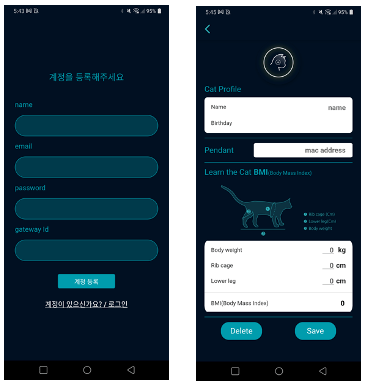 5:43
95%
계정을 등록해주세요
name
email
password
gateway id
계정 등록
계정이 있으신가요? / 로그인
5:45
95%
Cat Profile
Name name
Birthday
Pendant mac address
Learn the Cat BMI(Body Mass Index)
Rib cage
Lower leg
Body weight
Body weight 0 kg
Rib cage 0 cm
Lower leg 0 cm
BMI(Body Mass Index) 0
Delete Save